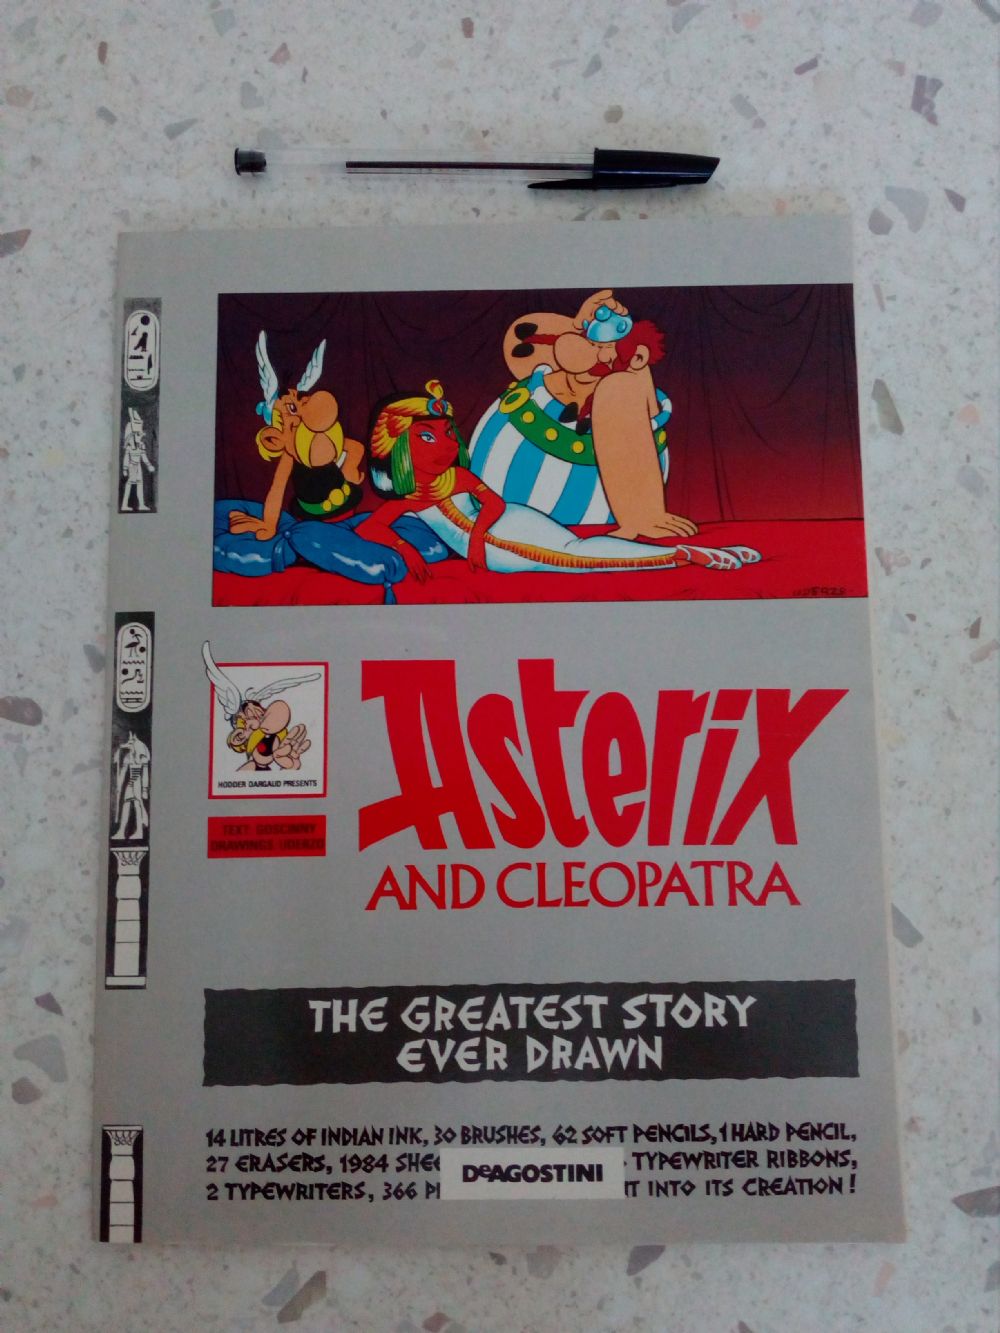 UDERZO
HODDER DARGAUD PRESENTS
TEXT: GOSCINNY
DRAWINGS: UDERZO
Asterix
AND CLEOPATRA
THE GREATEST STORY
EVER DRAWN
14 LITRES OF INDIAN INK, 30 BRUSHES, 62 SOFT PENCILS, 1 HARD PENCIL,
27 ERASERS, 1984 TYPEWRITER RIBBONS,
2 TYPEWRITERS, 366 INTO ITS CREATION!
DeAGOSTINI